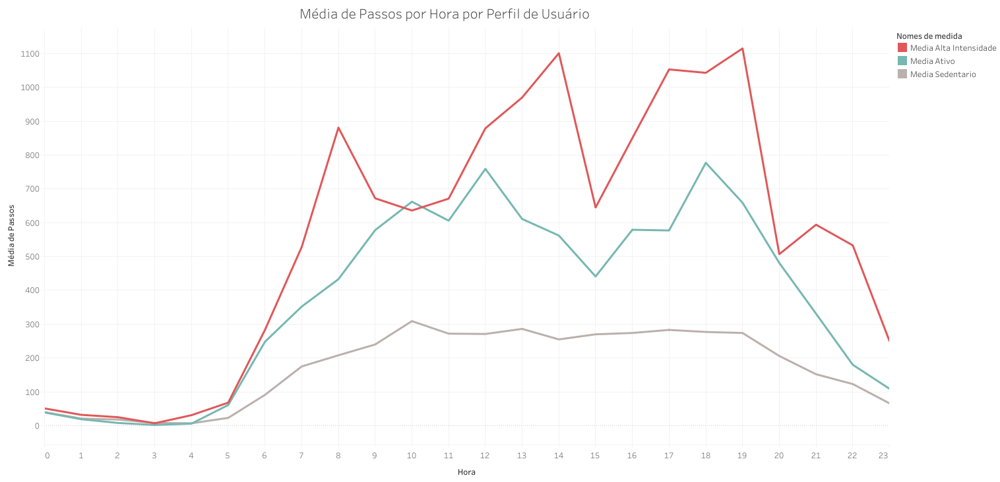 Média de Passos por Hora por Perfil de Usuário
Nomes de medida
Media Alta Intensidade
Media Ativo
Media Sedentario
Média de Passos
1100
1000
900
800
700
600
500
400
300
200
100
0
0 1 2 3 4 5 6 7 8 9 10 11 12 13 14 15 16 17 18 19 20 21 22 23
Hora